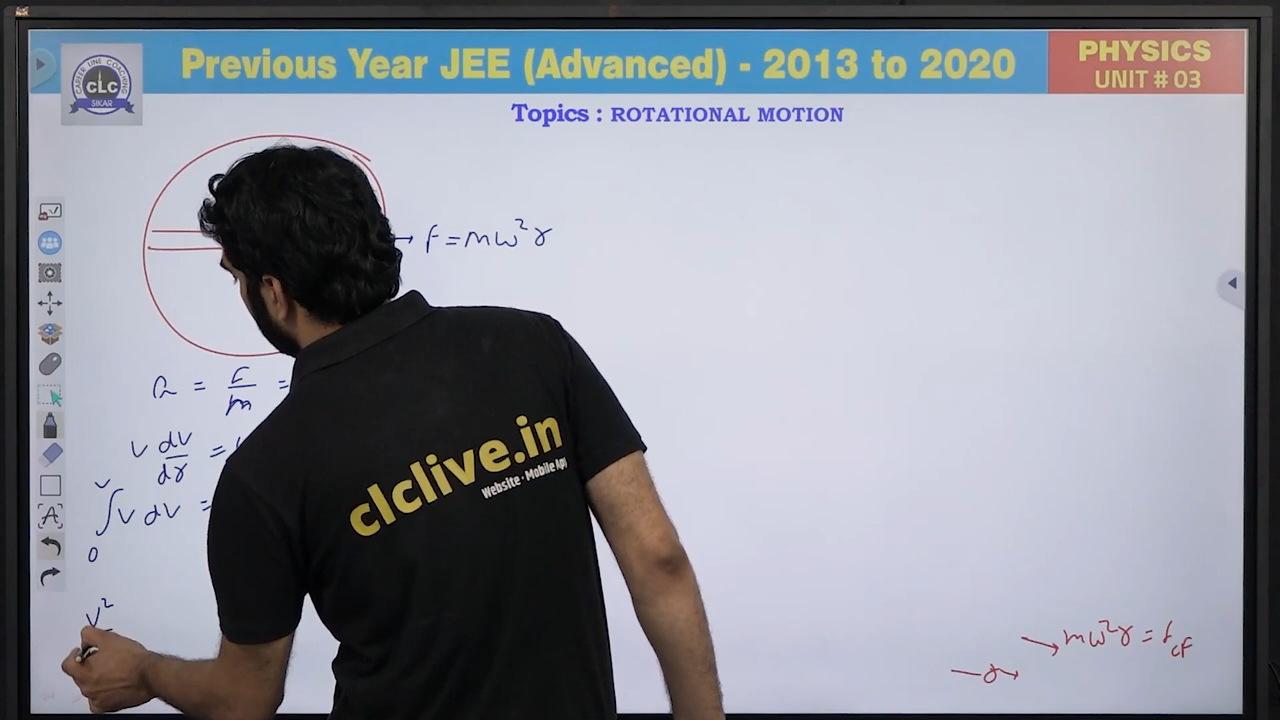 Previous Year JEE (Advanced) - 2013 to 2020
PHYSICS
UNIT # 03
CAREER LINE COACHING
CLC
SIKAR
Topics : ROTATIONAL MOTION
→ F = mω²r
a = F/m =
v dv/dr =
∫₀ᵛ v dv =
v²
clclive.in
Website · Mobile App
→ mω²r = f_CF
— r →
A